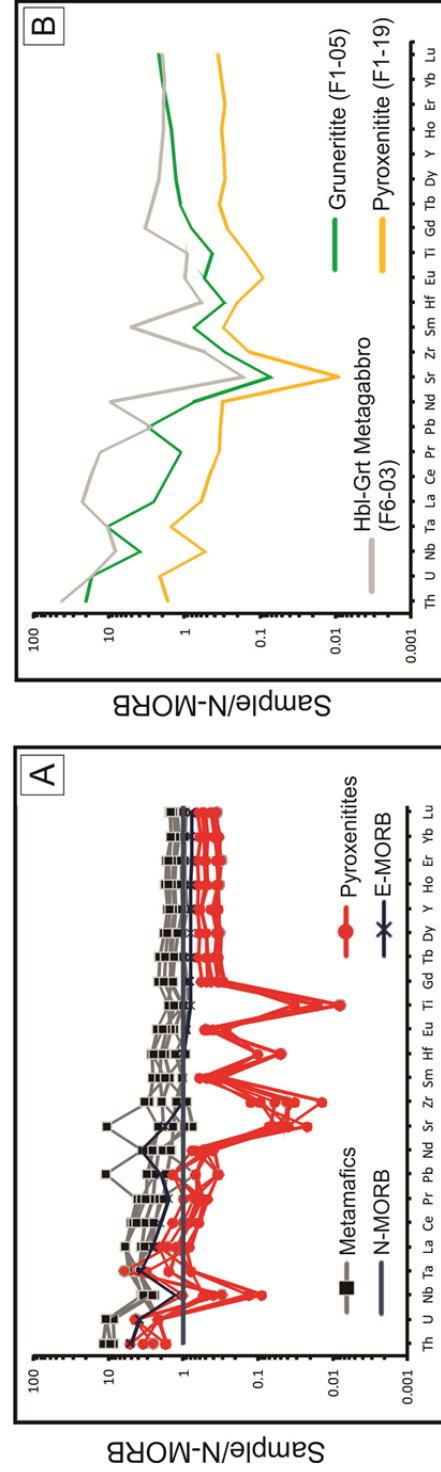 A
Sample/N-MORB
100
10
1
0.1
0.01
0.001
Th U Nb Ta La Ce Pr Pb Nd Sr Zr Sm Hf Eu Ti Gd Tb Dy Y Ho Er Yb Lu
Metamafics
Pyroxenitites
N-MORB
E-MORB
B
Sample/N-MORB
100
10
1
0.1
0.01
0.001
Th U Nb Ta La Ce Pr Pb Nd Sr Zr Sm Hf Eu Ti Gd Tb Dy Y Ho Er Yb Lu
Hbl-Grt Metagabbro
(F6-03)
Gruneritite (F1-05)
Pyroxenitite (F1-19)